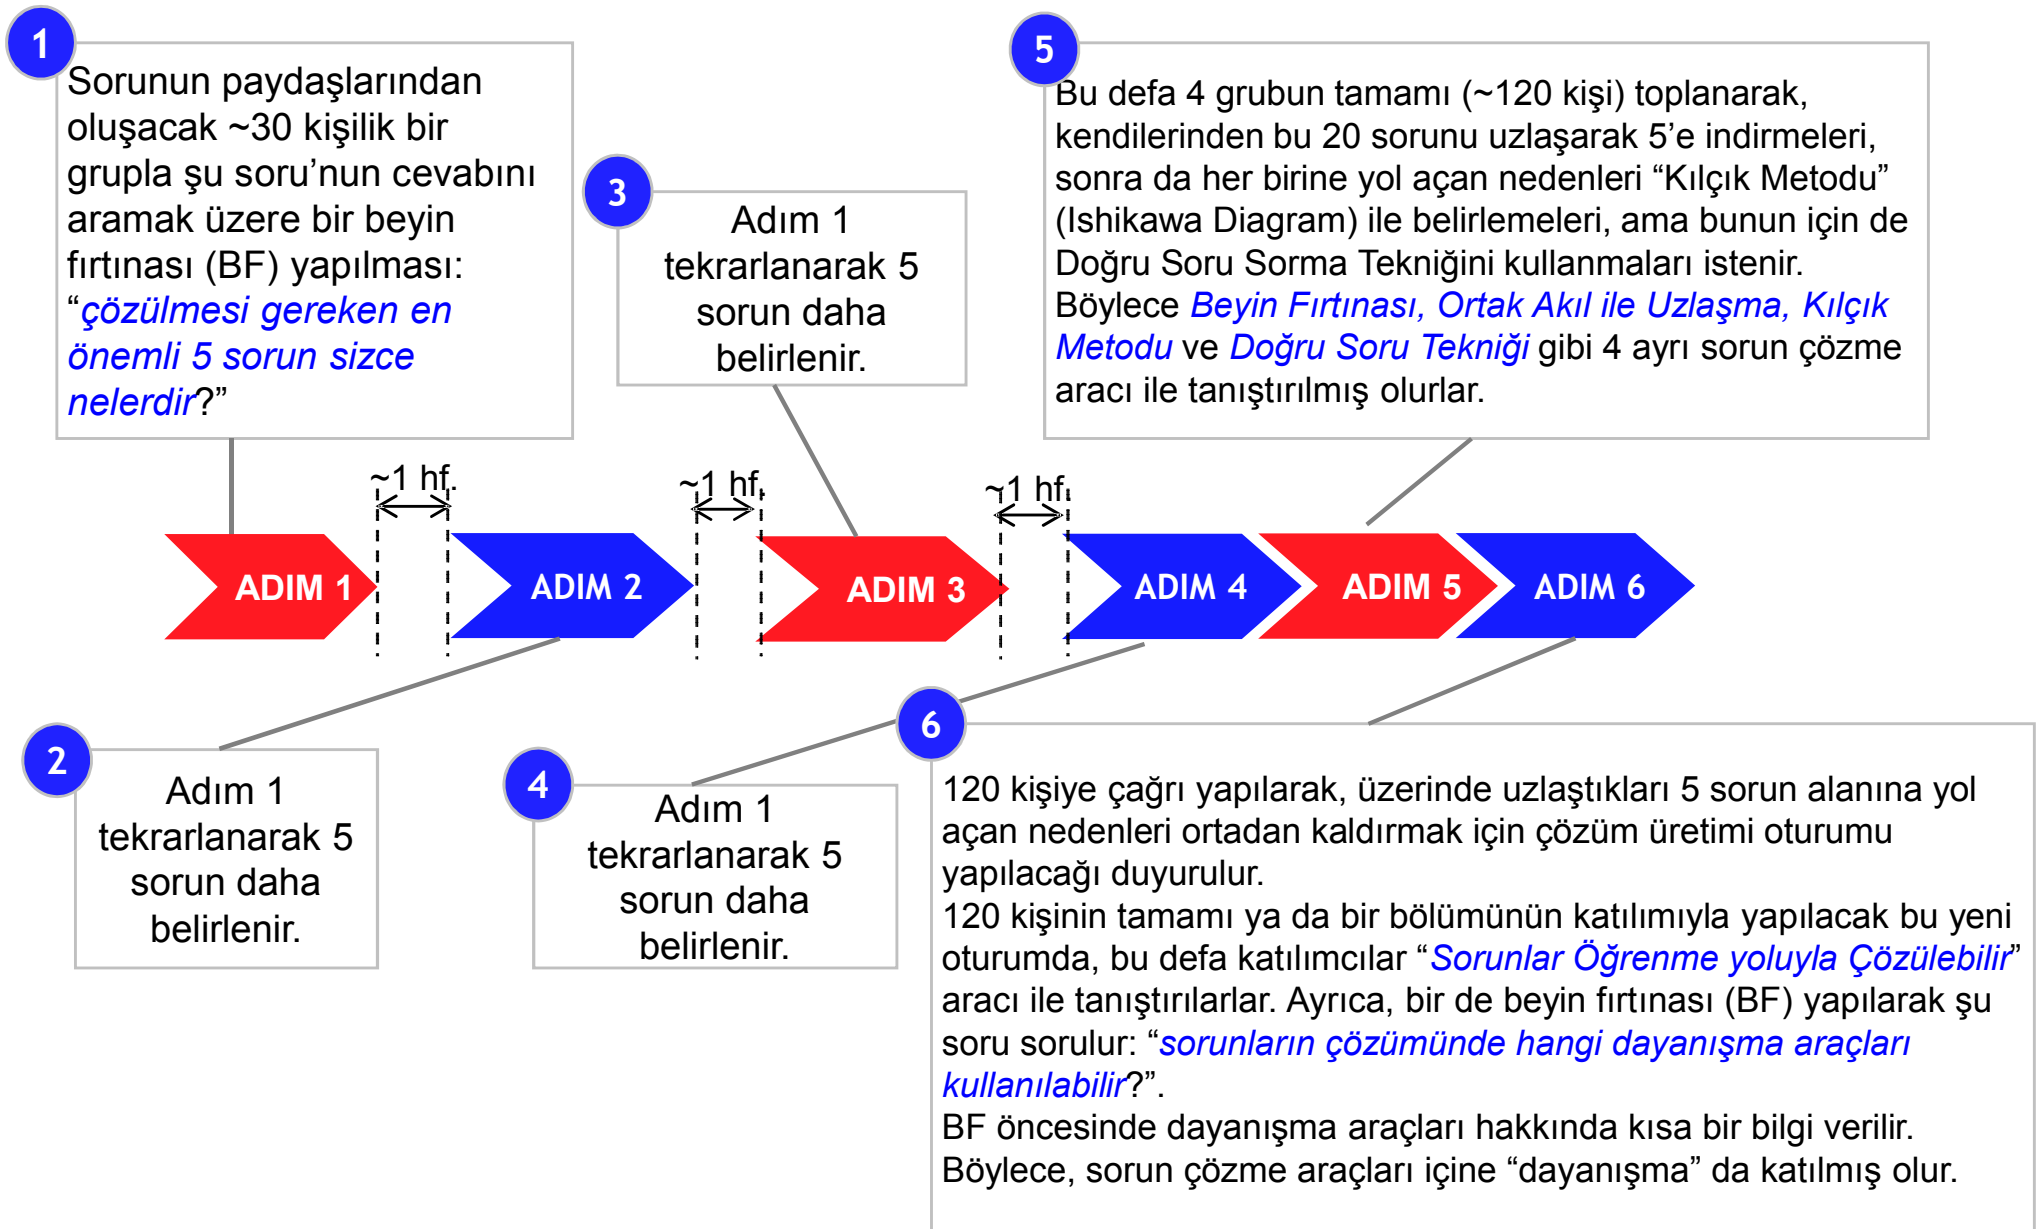 1
Sorunun paydaşlarından
oluşacak ~30 kişilik bir
grupla şu soru’nun cevabını
aramak üzere bir beyin
fırtınası (BF) yapılması:
“çözülmesi gereken en
önemli 5 sorun sizce
nelerdir?”
3
Adım 1
tekrarlanarak 5
sorun daha
belirlenir.
5
Bu defa 4 grubun tamamı (~120 kişi) toplanarak,
kendilerinden bu 20 sorunu uzlaşarak 5’e indirmeleri,
sonra da her birine yol açan nedenleri “Kılçık Metodu”
(Ishikawa Diagram) ile belirlemeleri, ama bunun için de
Doğru Soru Sorma Tekniğini kullanmaları istenir.
Böylece Beyin Fırtınası, Ortak Akıl ile Uzlaşma, Kılçık
Metodu ve Doğru Soru Tekniği gibi 4 ayrı sorun çözme
aracı ile tanıştırılmış olurlar.
~1 hf.
~1 hf.
~1 hf.
ADIM 1
ADIM 2
ADIM 3
ADIM 4
ADIM 5
ADIM 6
2
Adım 1
tekrarlanarak 5
sorun daha
belirlenir.
4
Adım 1
tekrarlanarak 5
sorun daha
belirlenir.
6
120 kişiye çağrı yapılarak, üzerinde uzlaştıkları 5 sorun alanına yol
açan nedenleri ortadan kaldırmak için çözüm üretimi oturumu
yapılacağı duyurulur.
120 kişinin tamamı ya da bir bölümünün katılımıyla yapılacak bu yeni
oturumda, bu defa katılımcılar “Sorunlar Öğrenme yoluyla Çözülebilir”
aracı ile tanıştırılarlar. Ayrıca, bir de beyin fırtınası (BF) yapılarak şu
soru sorulur: “sorunların çözümünde hangi dayanışma araçları
kullanılabilir?”.
BF öncesinde dayanışma araçları hakkında kısa bir bilgi verilir.
Böylece, sorun çözme araçları içine “dayanışma” da katılmış olur.